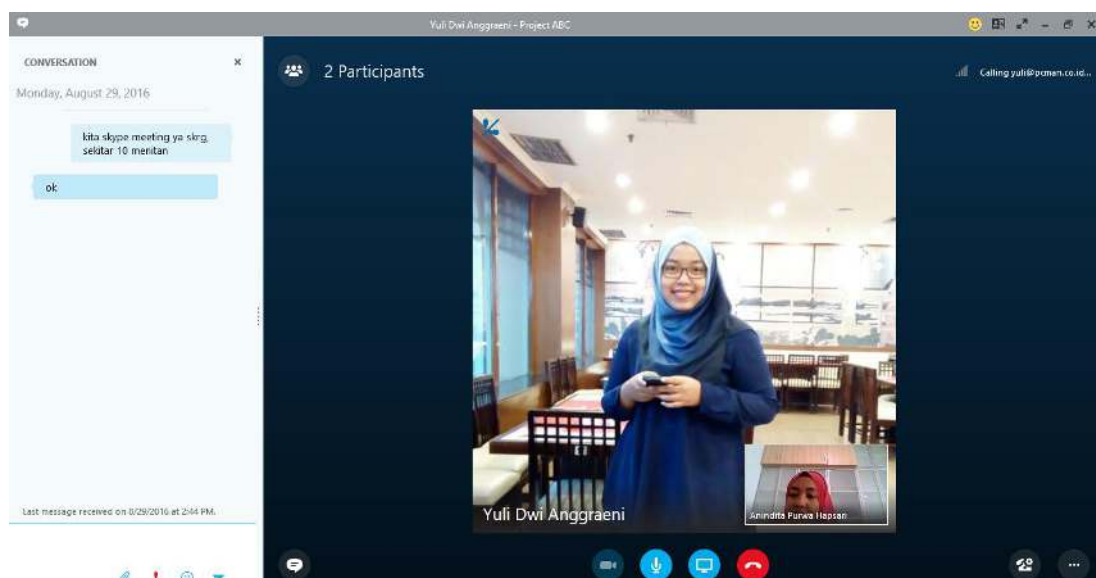 Yuli Dwi Anggraeni - Project ABC
CONVERSATION
Monday, August 29, 2016
kita skype meeting ya skrg,
sekitar 10 menitan
ok
Last message received on 8/29/2016 at 2:44 PM.
2 Participants
Calling yuli@pcman.co.id...
Yuli Dwi Anggraeni
Anindita Purwa Hapsari